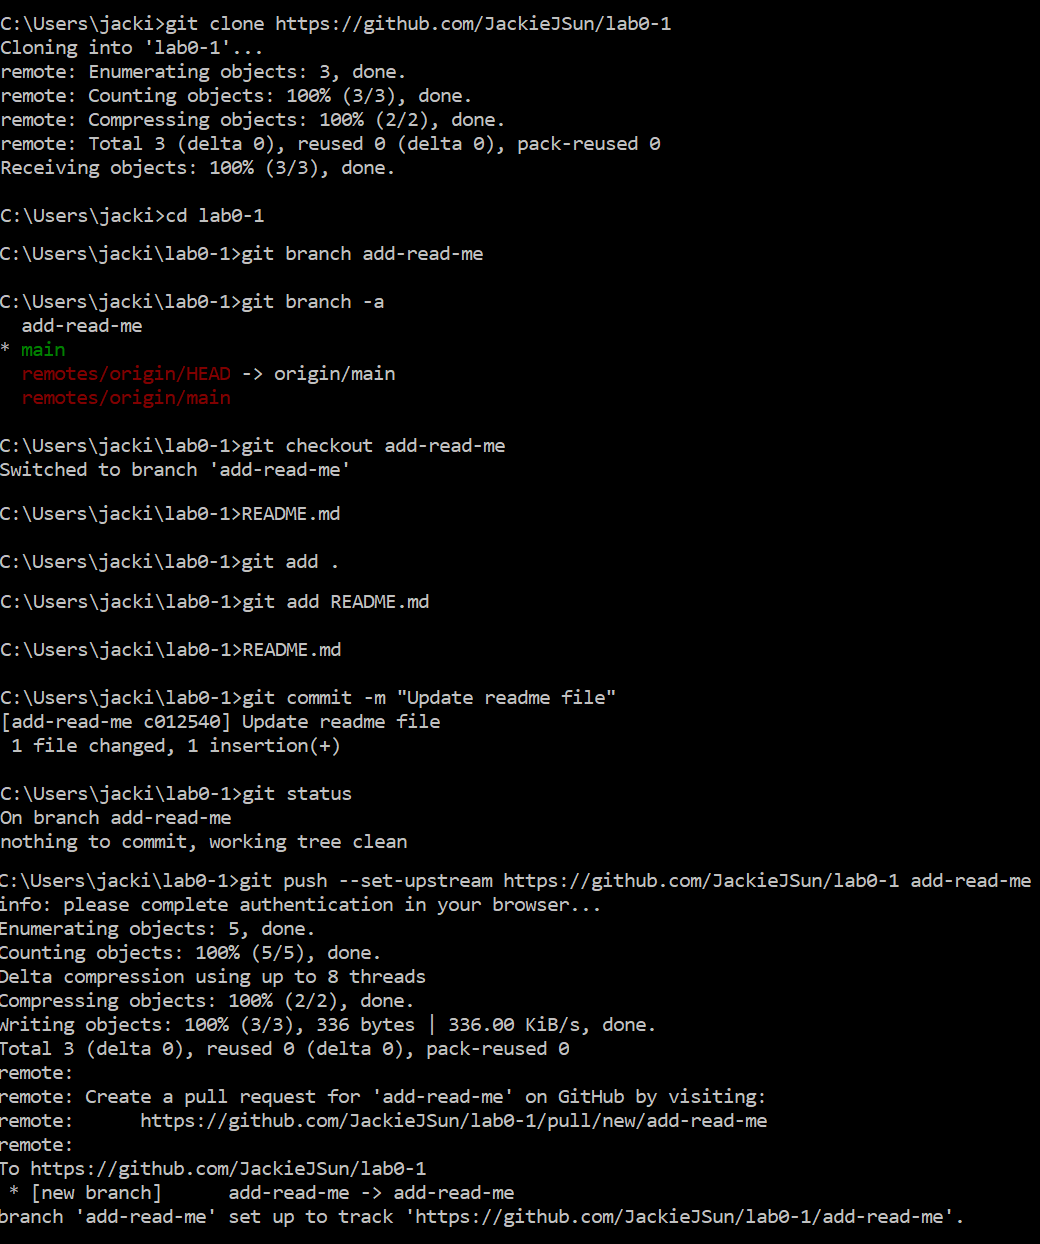 C:\Users\jacki>git clone https://github.com/JackieJSun/lab0-1
Cloning into 'lab0-1'...
remote: Enumerating objects: 3, done.
remote: Counting objects: 100% (3/3), done.
remote: Compressing objects: 100% (2/2), done.
remote: Total 3 (delta 0), reused 0 (delta 0), pack-reused 0
Receiving objects: 100% (3/3), done.
C:\Users\jacki>cd lab0-1
C:\Users\jacki\lab0-1>git branch add-read-me
C:\Users\jacki\lab0-1>git branch -a
  add-read-me
* main
  remotes/origin/HEAD -> origin/main
  remotes/origin/main
C:\Users\jacki\lab0-1>git checkout add-read-me
Switched to branch 'add-read-me'
C:\Users\jacki\lab0-1>README.md
C:\Users\jacki\lab0-1>git add .
C:\Users\jacki\lab0-1>git add README.md
C:\Users\jacki\lab0-1>README.md
C:\Users\jacki\lab0-1>git commit -m "Update readme file"
[add-read-me c012540] Update readme file
 1 file changed, 1 insertion(+)
C:\Users\jacki\lab0-1>git status
On branch add-read-me
nothing to commit, working tree clean
C:\Users\jacki\lab0-1>git push --set-upstream https://github.com/JackieJSun/lab0-1 add-read-me
info: please complete authentication in your browser...
Enumerating objects: 5, done.
Counting objects: 100% (5/5), done.
Delta compression using up to 8 threads
Compressing objects: 100% (2/2), done.
Writing objects: 100% (3/3), 336 bytes | 336.00 KiB/s, done.
Total 3 (delta 0), reused 0 (delta 0), pack-reused 0
remote:
remote: Create a pull request for 'add-read-me' on GitHub by visiting:
remote:      https://github.com/JackieJSun/lab0-1/pull/new/add-read-me
remote:
To https://github.com/JackieJSun/lab0-1
 * [new branch]      add-read-me -> add-read-me
branch 'add-read-me' set up to track 'https://github.com/JackieJSun/lab0-1/add-read-me'.